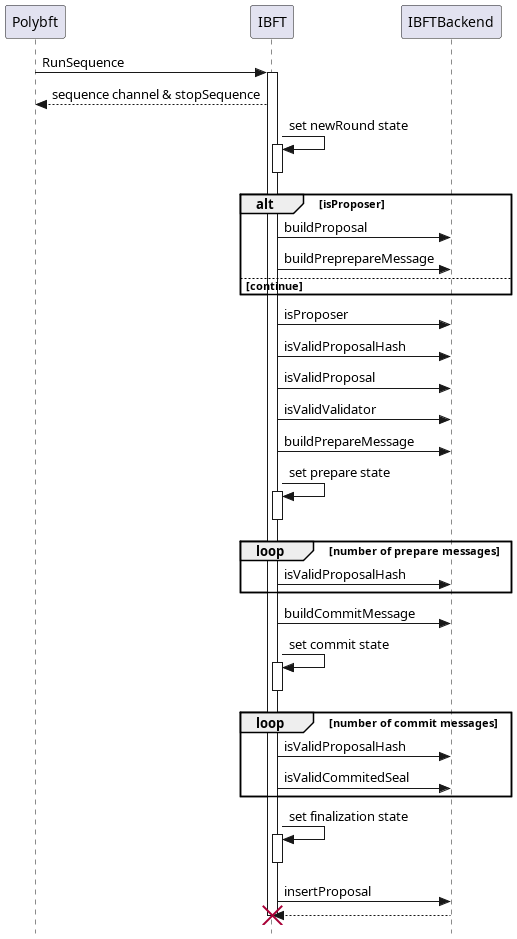 Polybft
IBFT
IBFTBackend
RunSequence
sequence channel & stopSequence
set newRound state
alt
[isProposer]
buildProposal
buildPreprepareMessage
[continue]
isProposer
isValidProposalHash
isValidProposal
isValidValidator
buildPrepareMessage
set prepare state
loop
[number of prepare messages]
isValidProposalHash
buildCommitMessage
set commit state
loop
[number of commit messages]
isValidProposalHash
isValidCommitedSeal
set finalization state
insertProposal